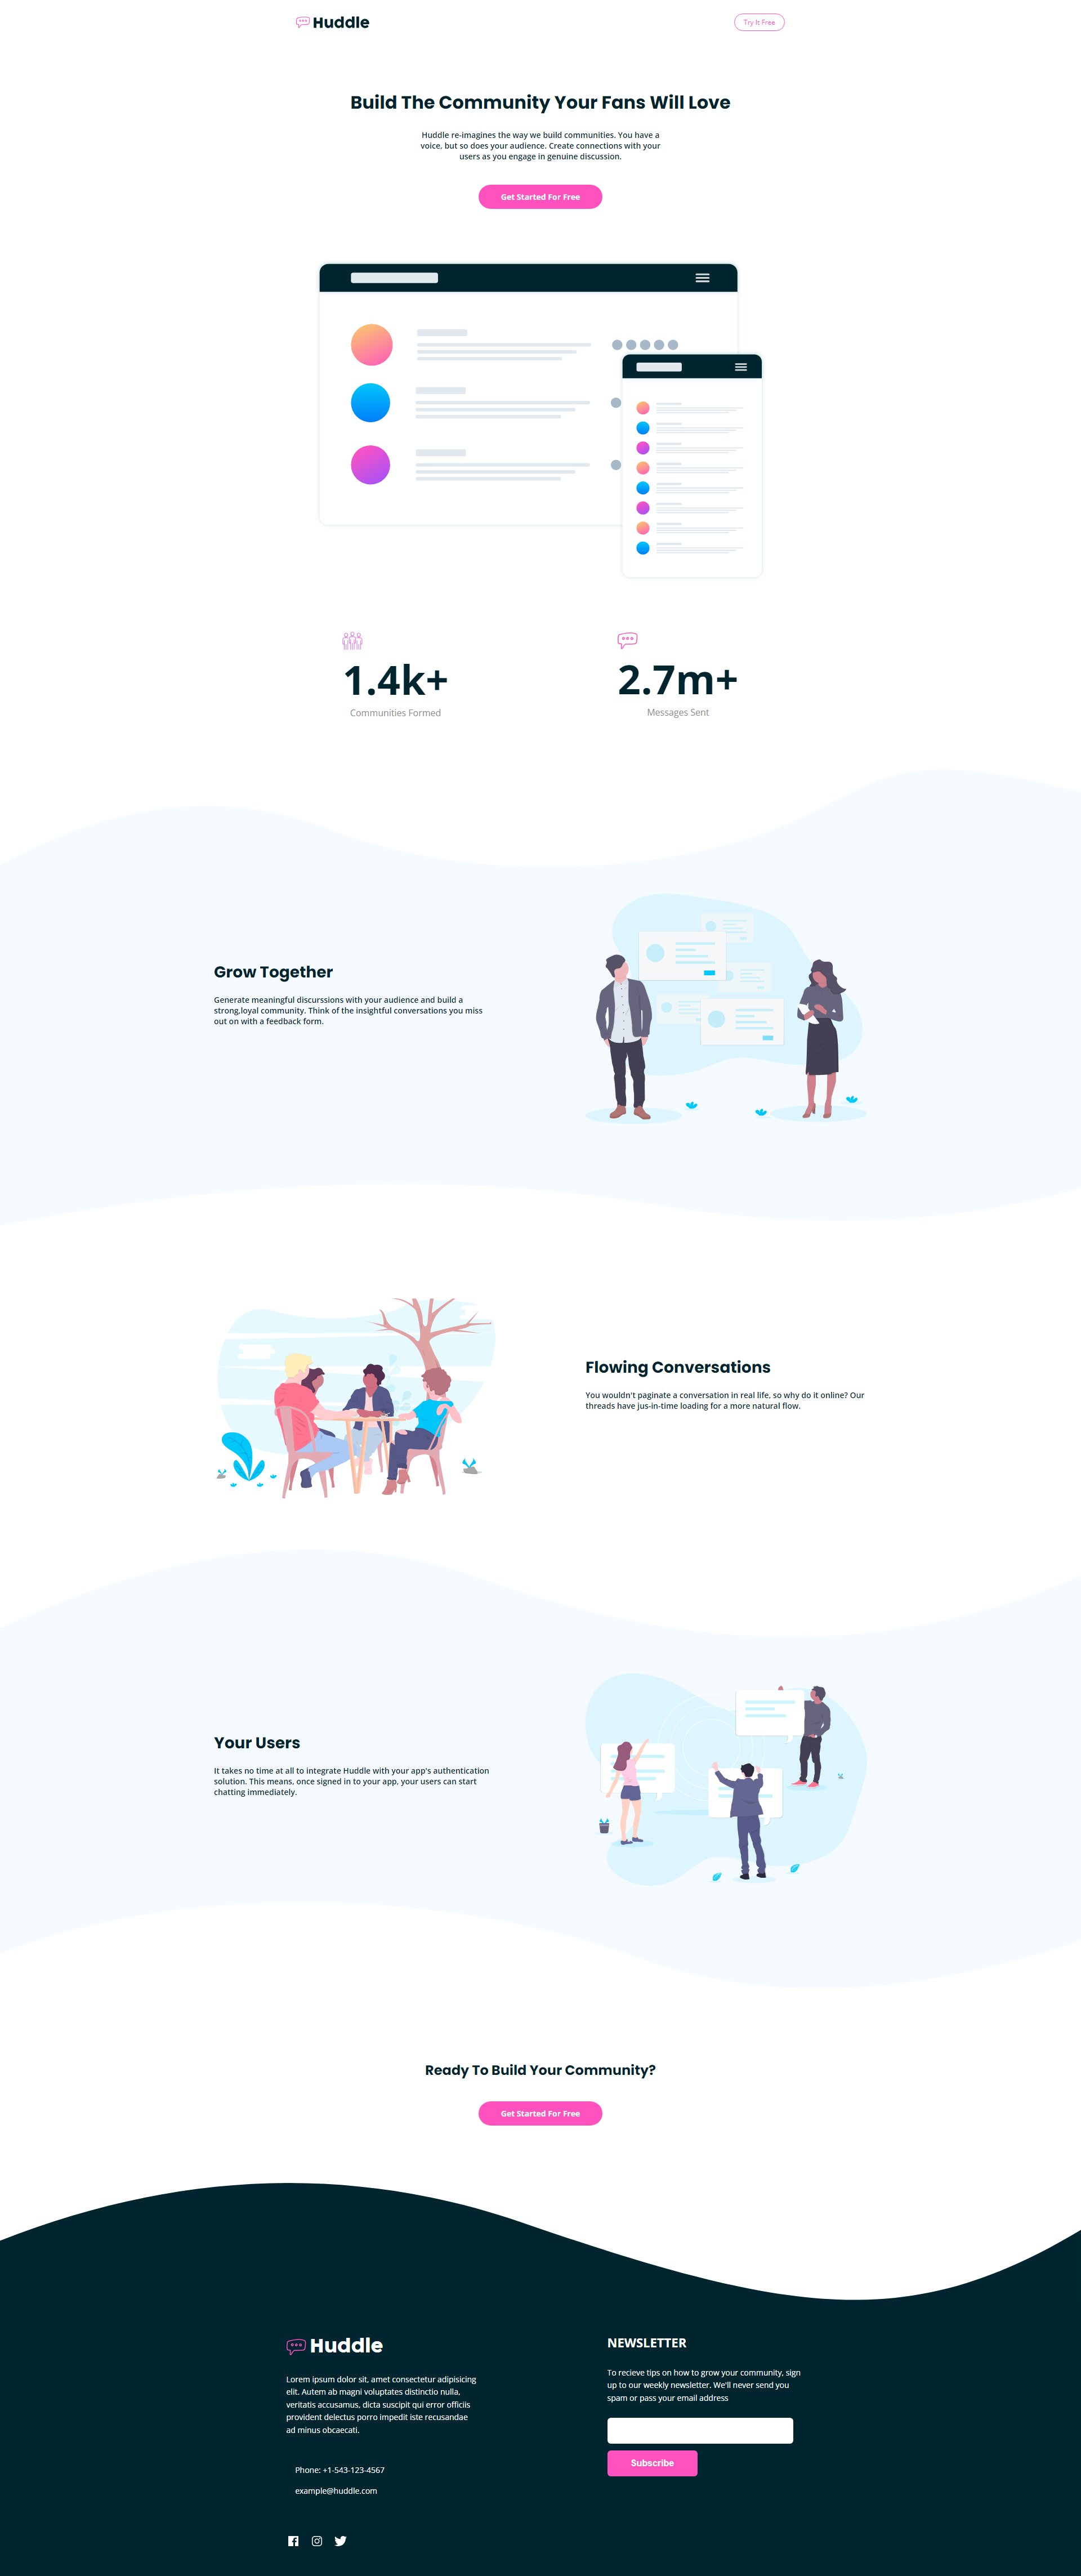 Huddle
Try It Free
Build The Community Your Fans Will Love
Huddle re-imagines the way we build communities. You have a
voice, but so does your audience. Create connections with your
users as you engage in genuine discussion.
Get Started For Free
1.4k+
Communities Formed
2.7m+
Messages Sent
Grow Together
Generate meaningful discurssions with your audience and build a
strong,loyal community. Think of the insightful conversations you miss
out on with a feedback form.
Flowing Conversations
You wouldn't paginate a conversation in real life, so why do it online? Our
threads have jus-in-time loading for a more natural flow.
Your Users
It takes no time at all to integrate Huddle with your app's authentication
solution. This means, once signed in to your app, your users can start
chatting immediately.
Ready To Build Your Community?
Get Started For Free
Huddle
Lorem ipsum dolor sit, amet consectetur adipisicing
elit. Autem ab magni voluptates distinctio nulla,
veritatis accusamus, dicta suscipit qui error officiis
provident delectus porro impedit iste recusandae
ad minus obcaecati.
Phone: +1-543-123-4567
example@huddle.com
NEWSLETTER
To recieve tips on how to grow your community, sign
up to our weekly newsletter. We'll never send you
spam or pass your email address
Subscribe